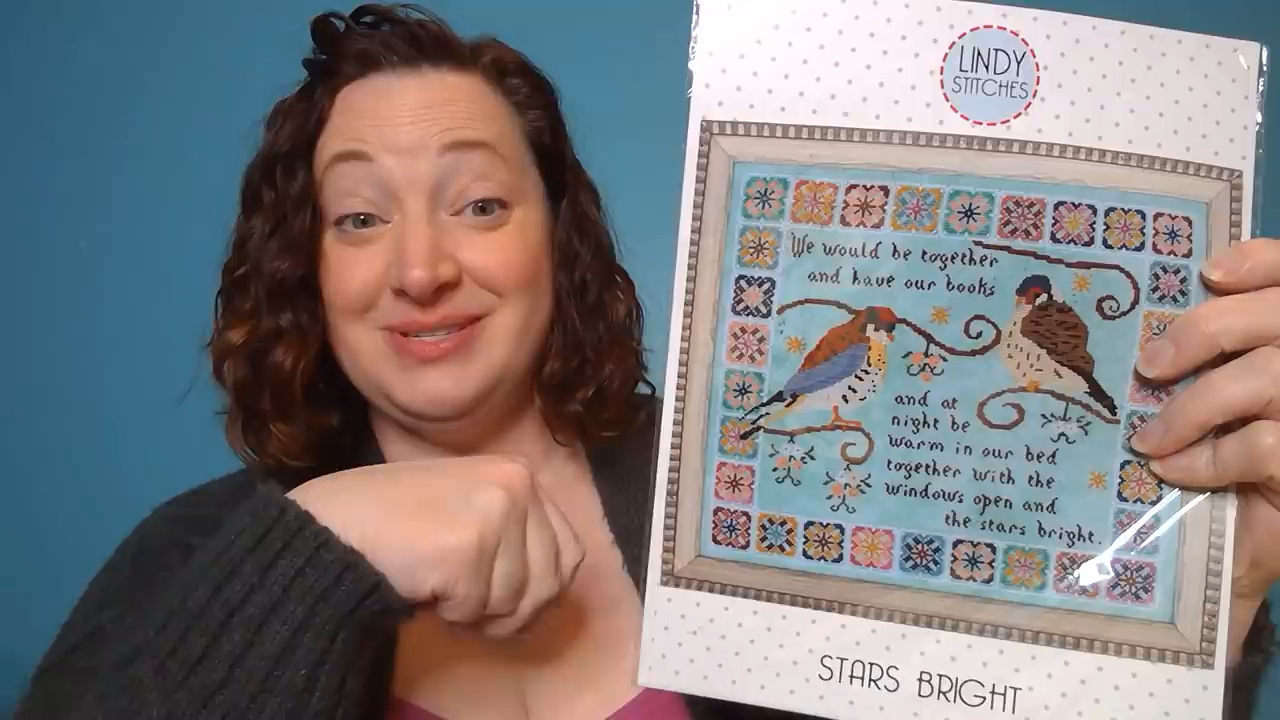 LINDY
STITCHES
We would be together
and have our books
and at
night be
warm in our bed
together with the
windows open and
the stars bright.
STARS BRIGHT